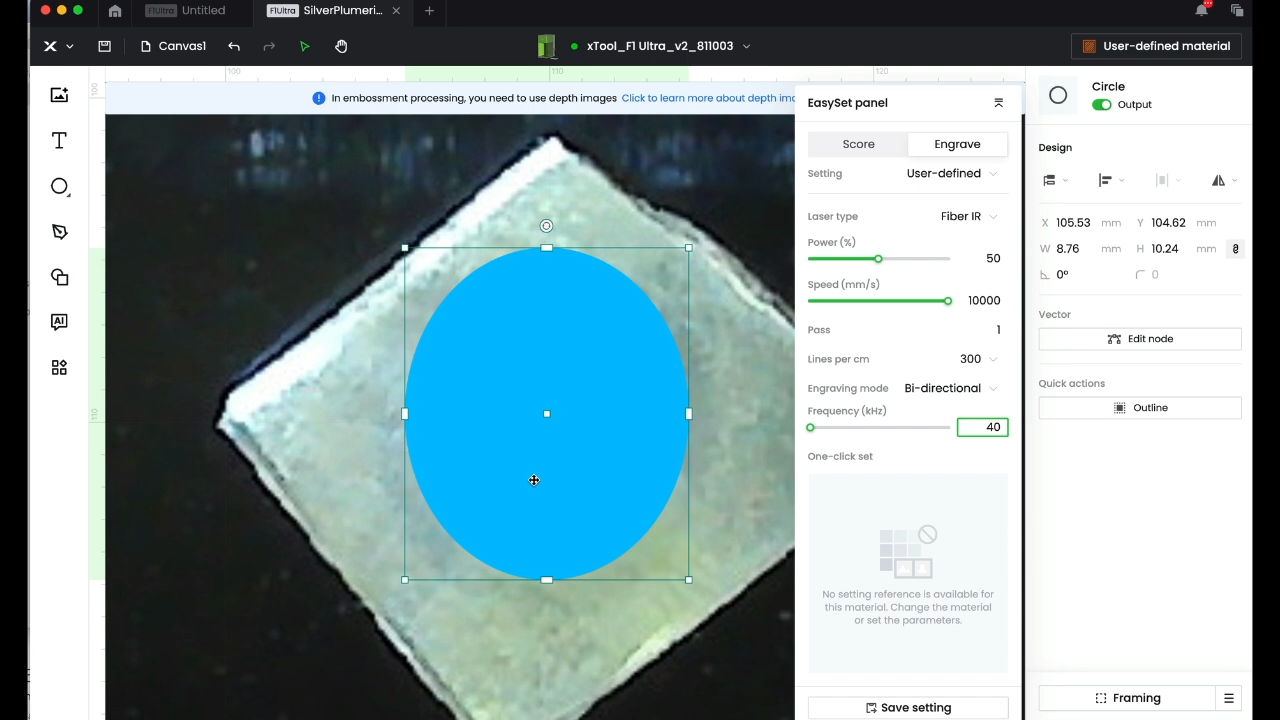 F1Ultra Untitled
F1Ultra SilverPlumeri...
Canvas1
xTool_F1 Ultra_v2_811003
User-defined material
100
110
120
100
110
In embossment processing, you need to use depth images Click to learn more about depth ima
EasySet panel
Score
Engrave
Setting User-defined
Laser type Fiber IR
Power (%)
50
Speed (mm/s)
10000
Pass 1
Lines per cm 300
Engraving mode Bi-directional
Frequency (kHz)
40
One-click set
No setting reference is available for
this material. Change the material
or set the parameters.
Save setting
Circle
Output
Design
X 105.53 mm Y 104.62 mm
W 8.76 mm H 10.24 mm
0° 0
Vector
Edit node
Quick actions
Outline
Framing
AI